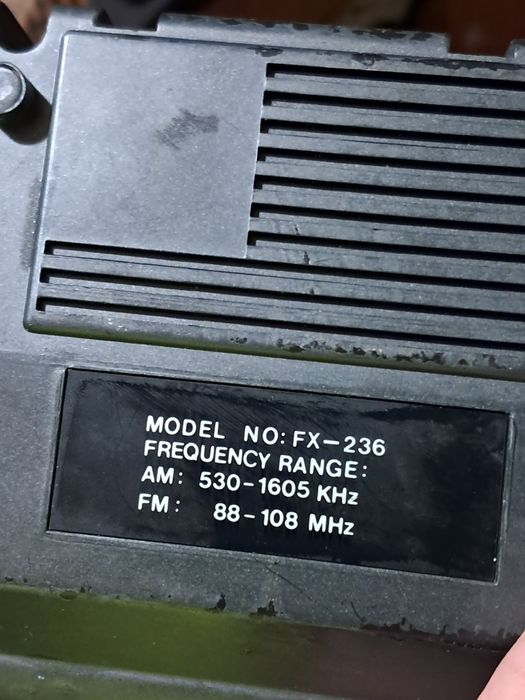 MODEL NO: FX-236
FREQUENCY RANGE:
AM: 530-1605 KHz
FM: 88-108 MHz